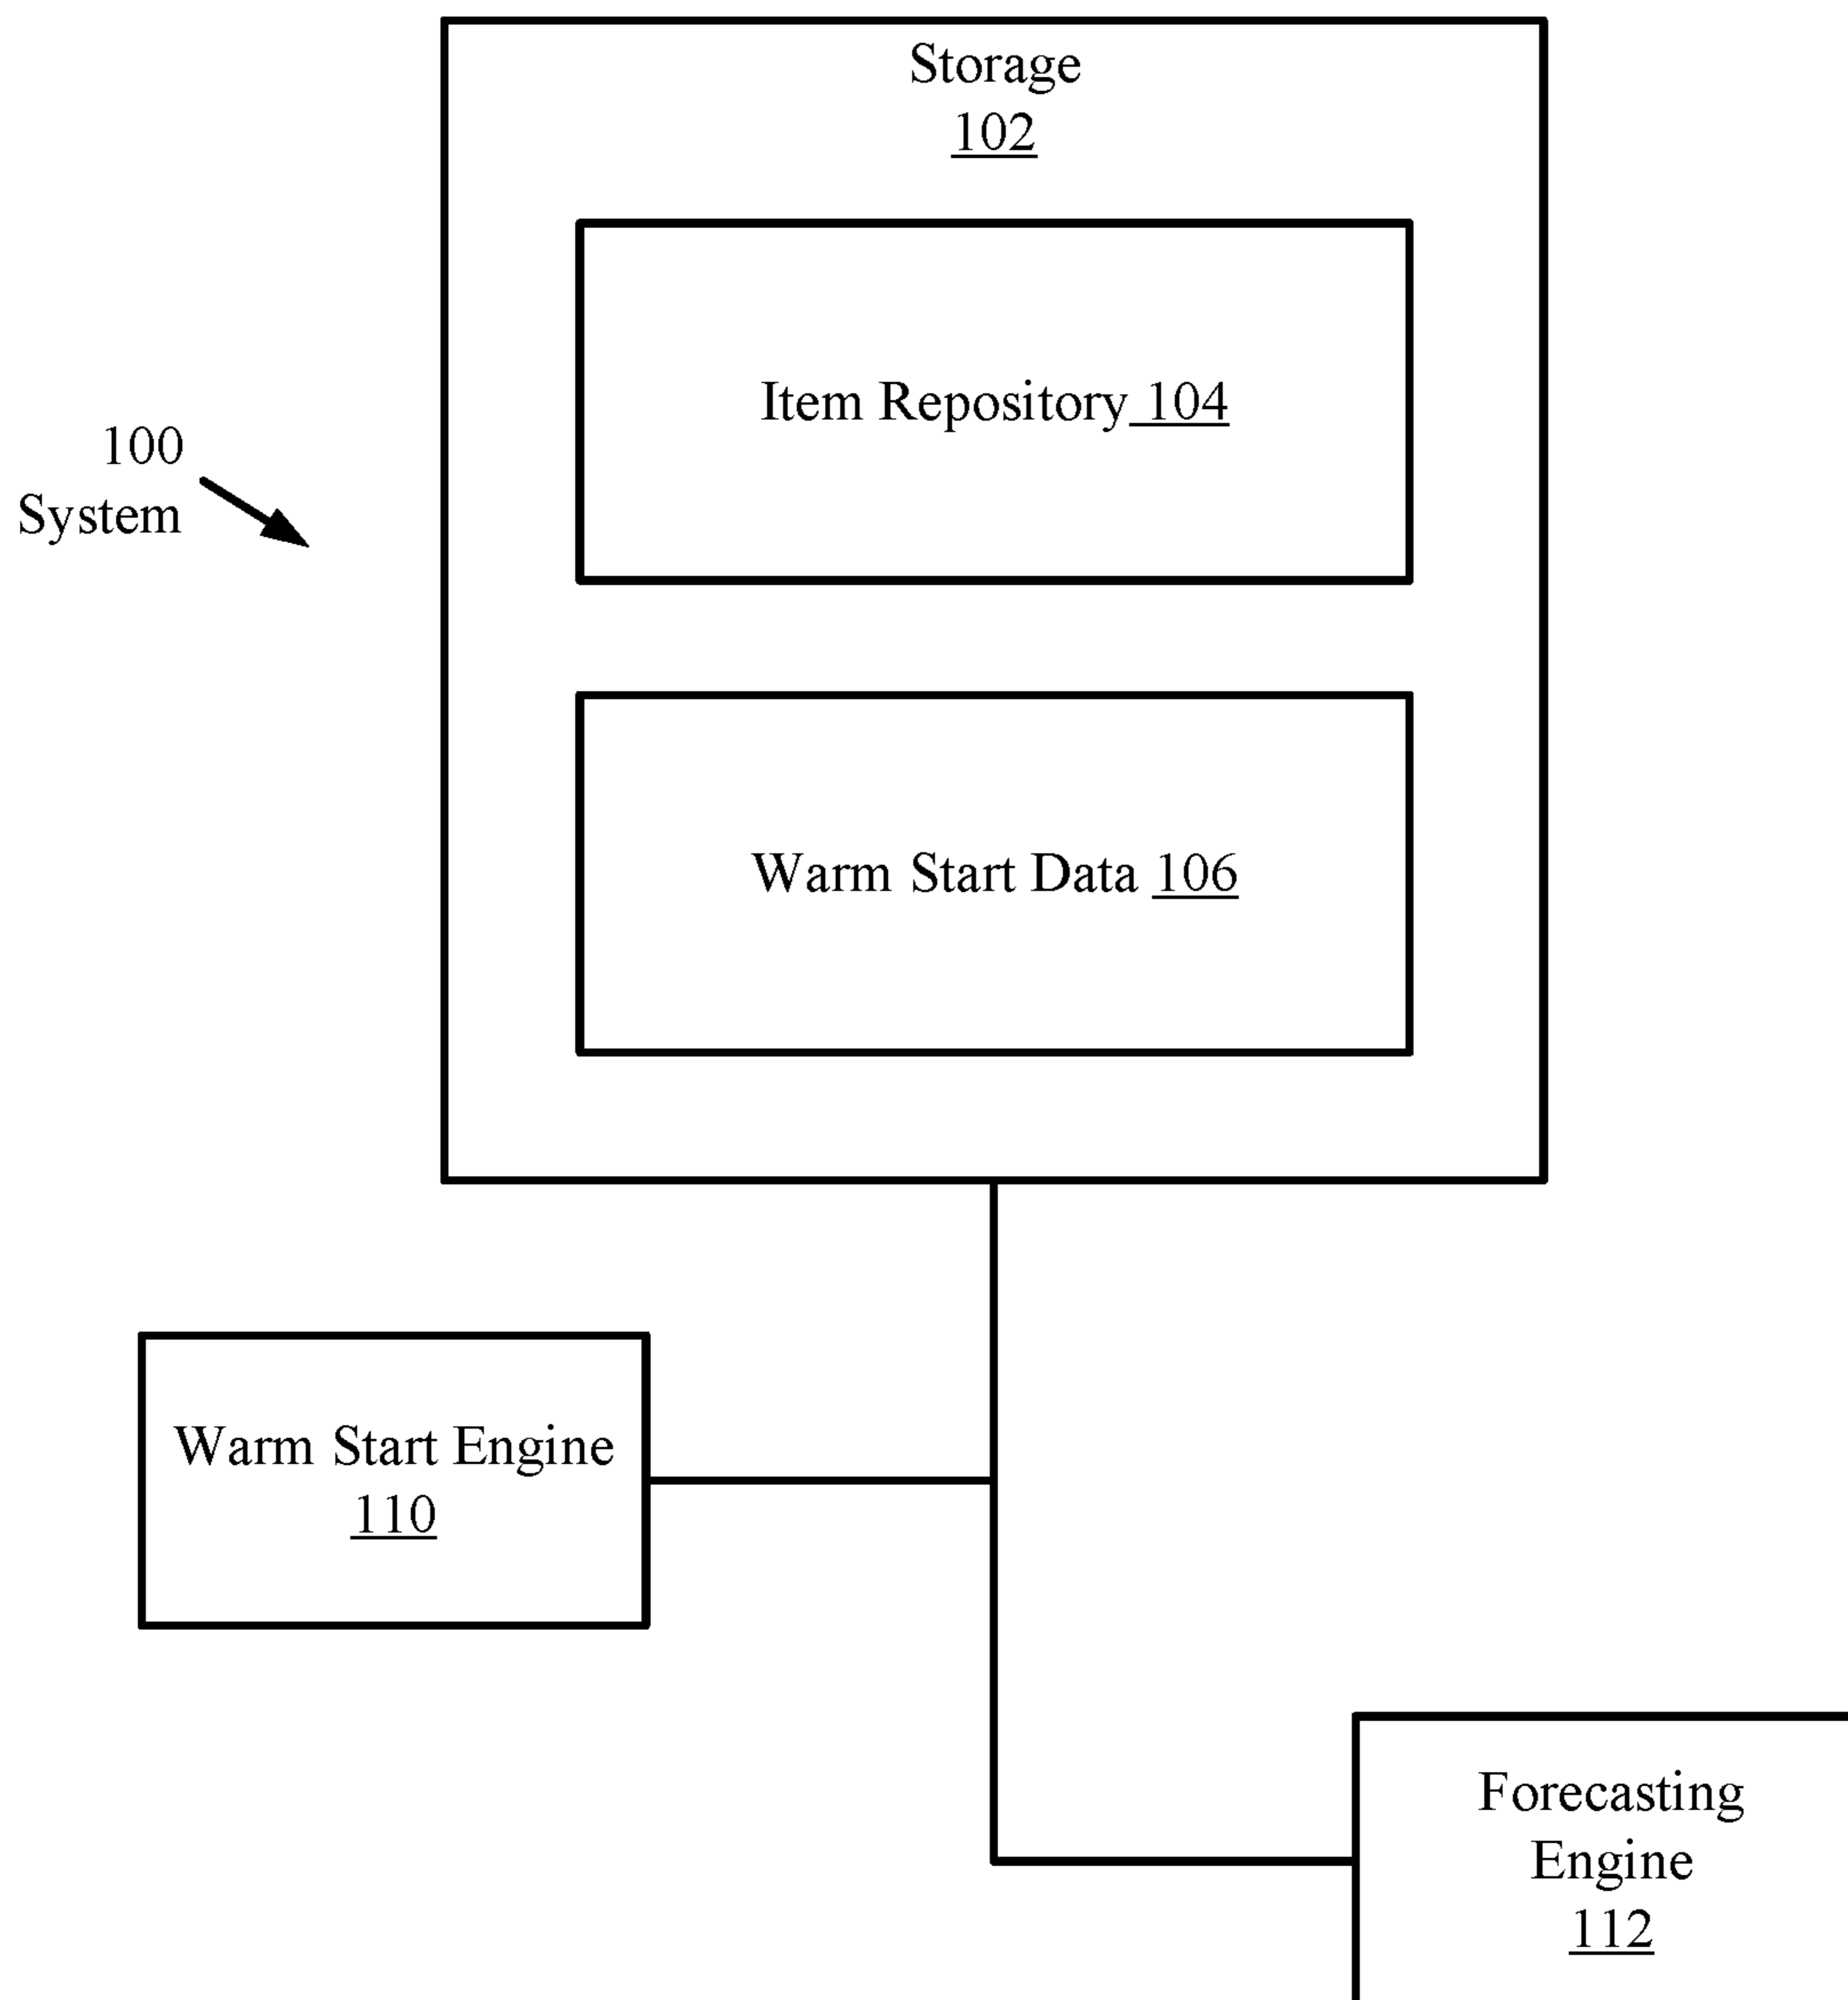 Storage
102
Item Repository 104
100
System
Warm Start Data 106
Warm Start Engine
110
Forecasting
Engine
112